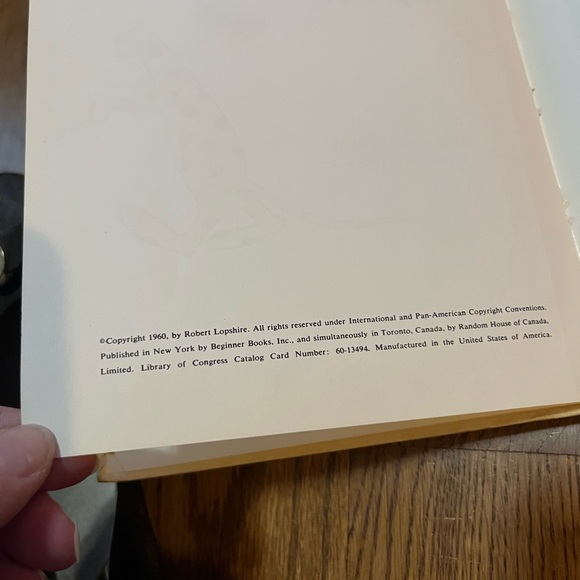 ©Copyright 1960, by Robert Lopshire. All rights reserved under International and Pan-American Copyright Conventions.
Published in New York by Beginner Books, Inc., and simultaneously in Toronto, Canada, by Random House of Canada,
Limited. Library of Congress Catalog Card Number: 60-13494. Manufactured in the United States of America.